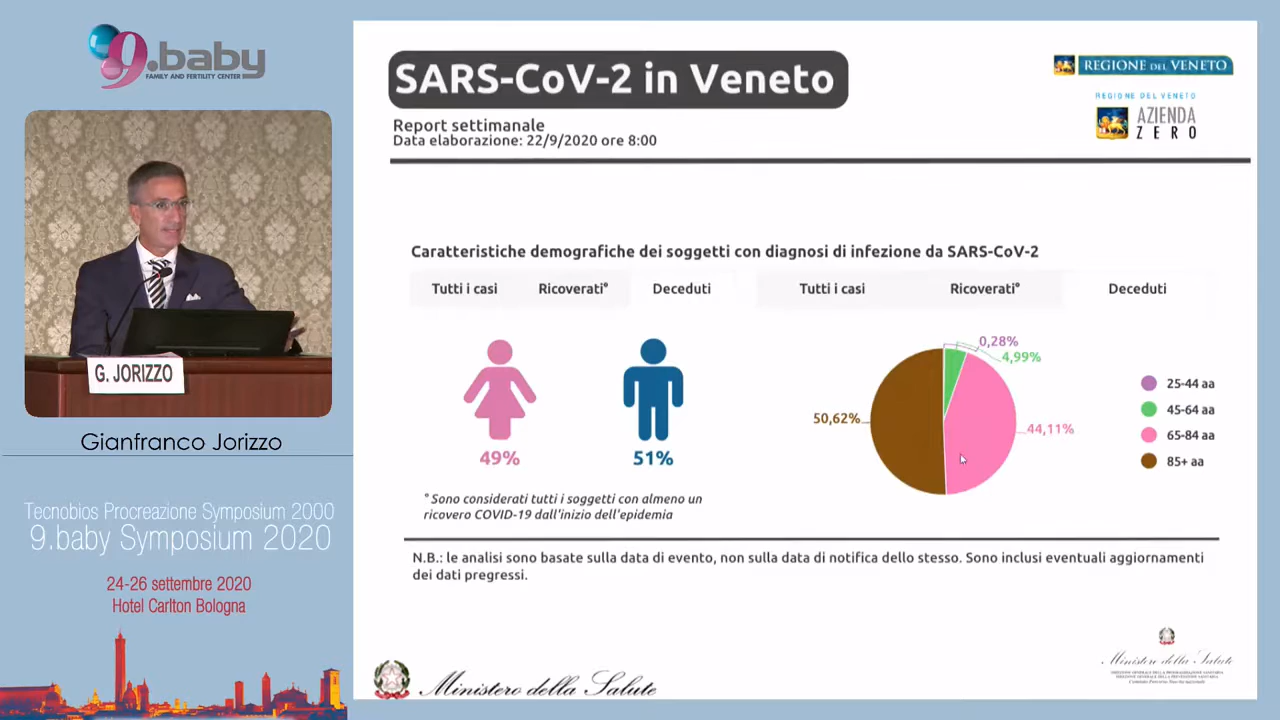 9.baby
FAMILY AND FERTILITY CENTER
G. JORIZZO
Gianfranco Jorizzo
Tecnobios Procreazione Symposium 2000
9.baby Symposium 2020
24-26 settembre 2020
Hotel Carlton Bologna
SARS-CoV-2 in Veneto
Report settimanale
Data elaborazione: 22/9/2020 ore 8:00
REGIONE DEL VENETO
REGIONE DEL VENETO
AZIENDA
ZERO
Caratteristiche demografiche dei soggetti con diagnosi di infezione da SARS-CoV-2
Tutti i casi Ricoverati° Deceduti Tutti i casi Ricoverati° Deceduti
49% 51%
0,28%
4,99%
50,62%
44,11%
25-44 aa
45-64 aa
65-84 aa
85+ aa
° Sono considerati tutti i soggetti con almeno un
ricovero COVID-19 dall'inizio dell'epidemia
N.B.: le analisi sono basate sulla data di evento, non sulla data di notifica dello stesso. Sono inclusi eventuali aggiornamenti
dei dati pregressi.
Ministero della Salute
Ministero della Salute